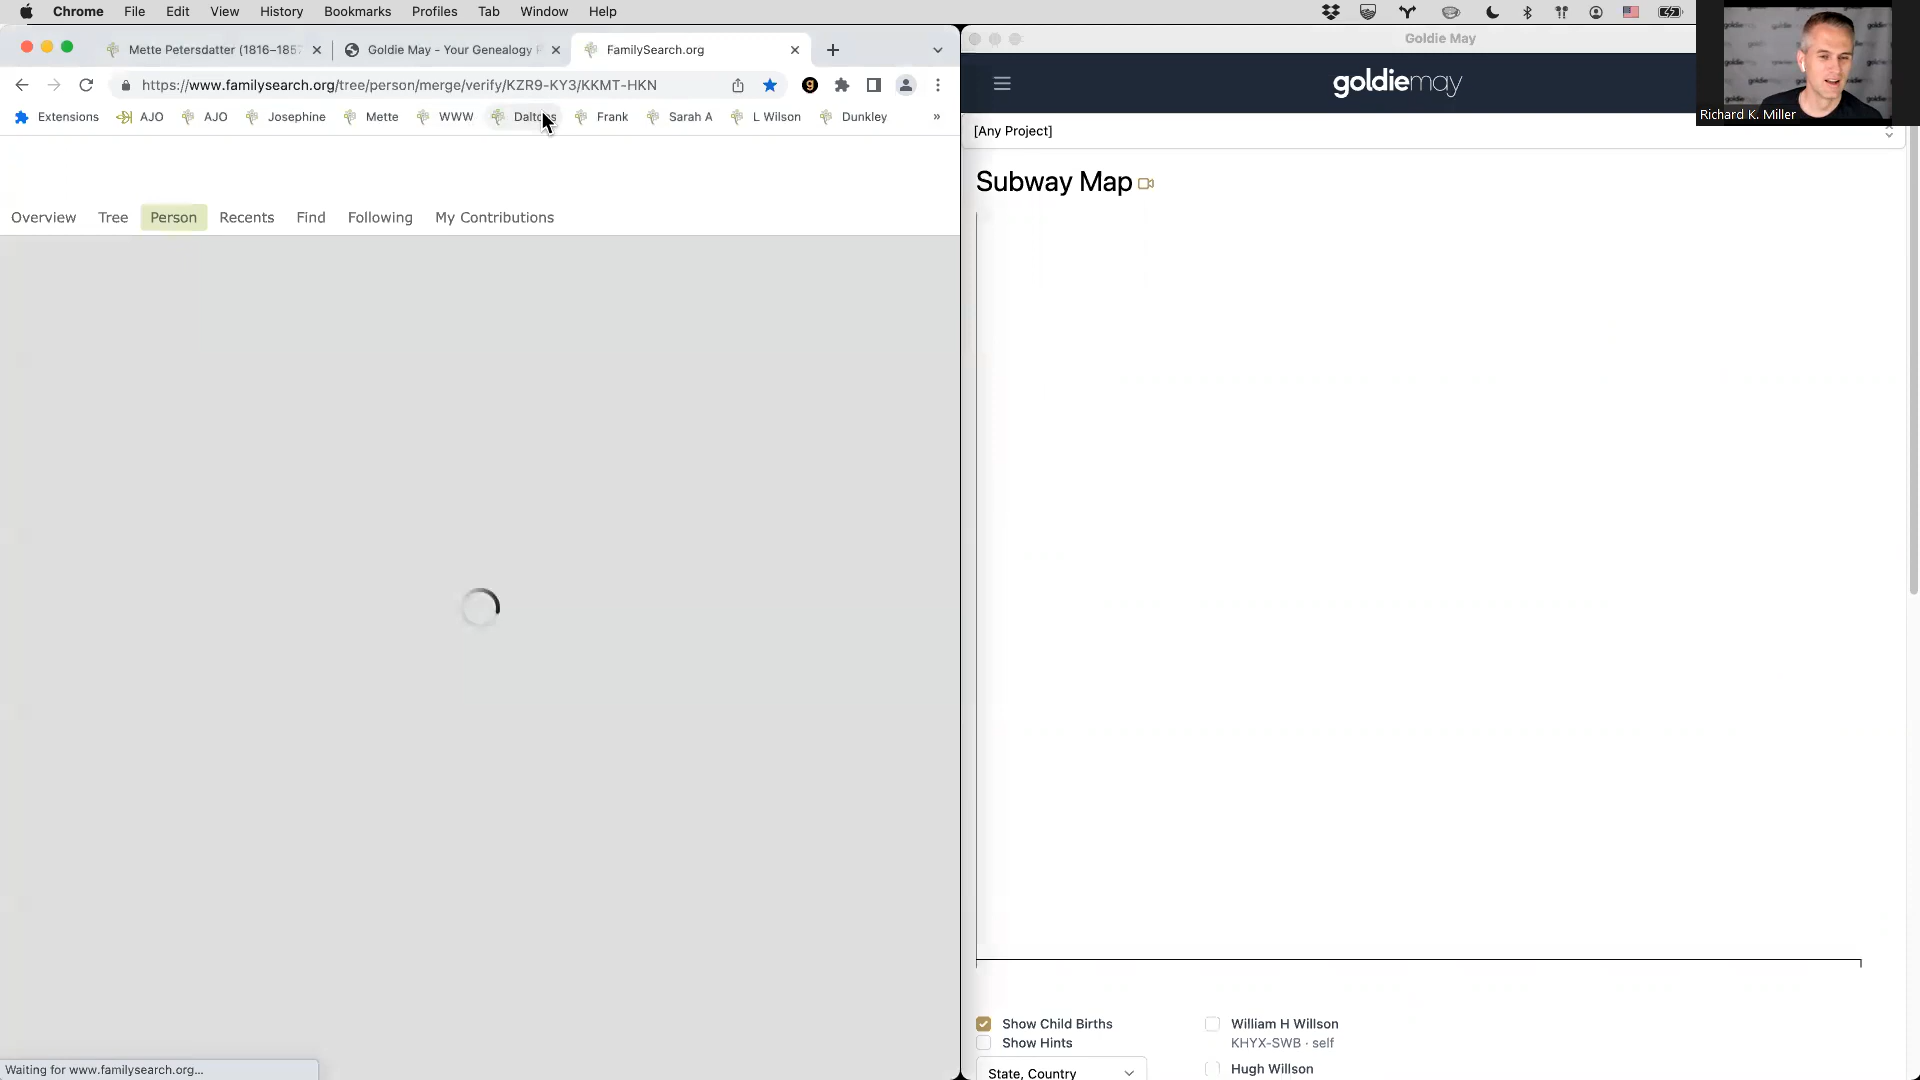 Chrome File Edit View History Bookmarks Profiles Tab Window Help
Mette Petersdatter (1816–185
Goldie May - Your Genealogy
FamilySearch.org
Goldie May
https://www.familysearch.org/tree/person/merge/verify/KZR9-KY3/KKMT-HKN
goldiemay
Richard K. Miller
Extensions AJO AJO Josephine Mette WWW Frank Sarah A L Wilson Dunkley »
[Any Project]
Subway Map
Overview Tree Person Recents Find Following My Contributions
Show Child Births
Show Hints
State, Country
William H Willson
KHYX-SWB · self
Hugh Willson
Waiting for www.familysearch.org...